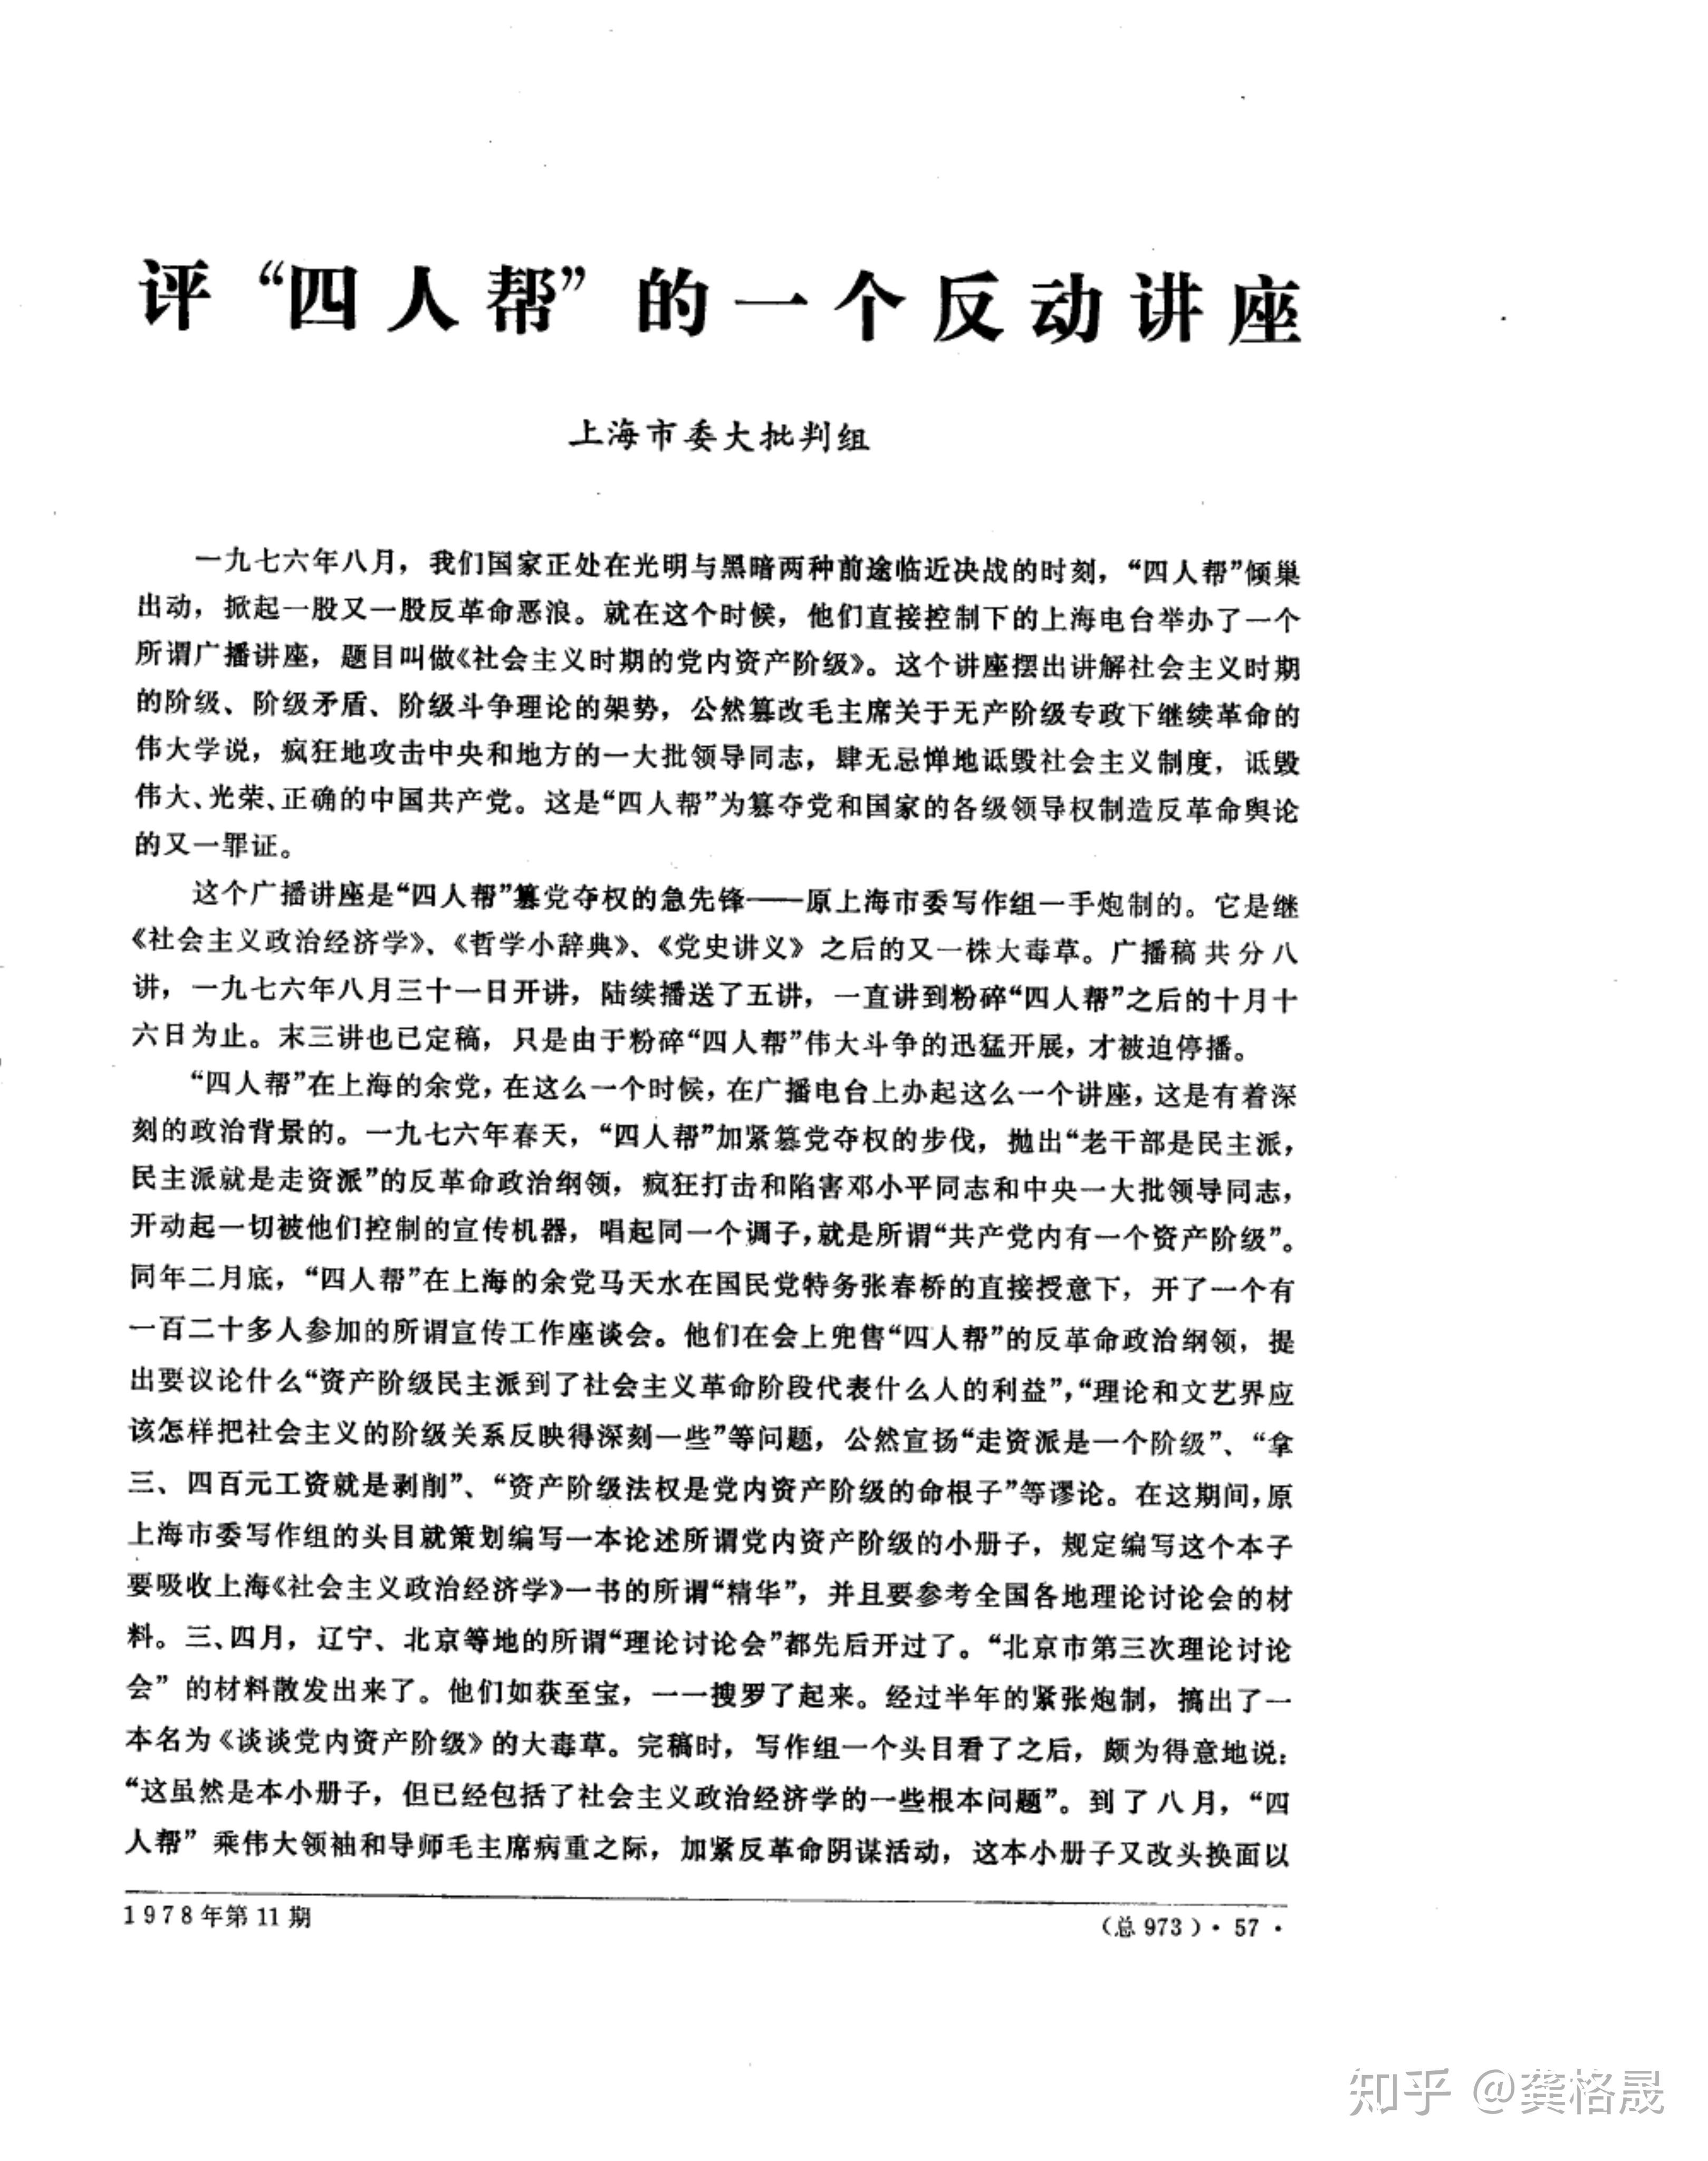 评“四人帮”的一个反动讲座
上海市委大批判组
一九七六年八月，我们国家正处在光明与黑暗两种前途临近决战的时刻，“四人帮”倾巢
出动，掀起一股又一股反革命恶浪。就在这个时候，他们直接控制下的上海电台举办了一个
所谓广播讲座，题目叫做《社会主义时期的党内资产阶级》。这个讲座摆出讲解社会主义时期
的阶级、阶级矛盾、阶级斗争理论的架势，公然篡改毛主席关于无产阶级专政下继续革命的
伟大学说，疯狂地攻击中央和地方的一大批领导同志，肆无忌惮地诋毁社会主义制度，诋毁
伟大、光荣、正确的中国共产党。这是“四人帮”为篡夺党和国家的各级领导权制造反革命舆论
的又一罪证。
这个广播讲座是“四人帮”篡党夺权的急先锋——原上海市委写作组一手炮制的。它是继
《社会主义政治经济学》、《哲学小辞典》、《党史讲义》之后的又一株大毒草。广播稿共分八
讲，一九七六年八月三十一日开讲，陆续播送了五讲，一直讲到粉碎“四人帮”之后的十月十
六日为止。末三讲也已定稿，只是由于粉碎“四人帮”伟大斗争的迅猛开展，才被迫停播。
“四人帮”在上海的余党，在这么一个时候，在广播电台上办起这么一个讲座，这是有着深
刻的政治背景的。一九七六年春天，“四人帮”加紧篡党夺权的步伐，抛出“老干部是民主派，
民主派就是走资派”的反革命政治纲领，疯狂打击和陷害邓小平同志和中央一大批领导同志，
开动起一切被他们控制的宣传机器，唱起同一个调子，就是所谓“共产党内有一个资产阶级”。
同年二月底，“四人帮”在上海的余党马天水在国民党特务张春桥的直接授意下，开了一个有
一百二十多人参加的所谓宣传工作座谈会。他们在会上兜售“四人帮”的反革命政治纲领，提
出要议论什么“资产阶级民主派到了社会主义革命阶段代表什么人的利益”，“理论和文艺界应
该怎样把社会主义的阶级关系反映得深刻一些”等问题，公然宣扬“走资派是一个阶级”、“拿
三、四百元工资就是剥削”、“资产阶级法权是党内资产阶级的命根子”等谬论。在这期间，原
上海市委写作组的头目就策划编写一本论述所谓党内资产阶级的小册子，规定编写这个本子
要吸收上海《社会主义政治经济学》一书的所谓“精华”，并且要参考全国各地理论讨论会的材
料。三、四月，辽宁、北京等地的所谓“理论讨论会”都先后开过了。“北京市第三次理论讨论
会”的材料散发出来了。他们如获至宝，一一搜罗了起来。经过半年的紧张炮制，搞出了一
本名为《谈谈党内资产阶级》的大毒草。完稿时，写作组一个头目看了之后，颇为得意地说：
“这虽然是本小册子，但已经包括了社会主义政治经济学的一些根本问题”。到了八月，“四
人帮”乘伟大领袖和导师毛主席病重之际，加紧反革命阴谋活动，这本小册子又改头换面以
1978年第11期
（总973）·57·
知乎 @龚格晟